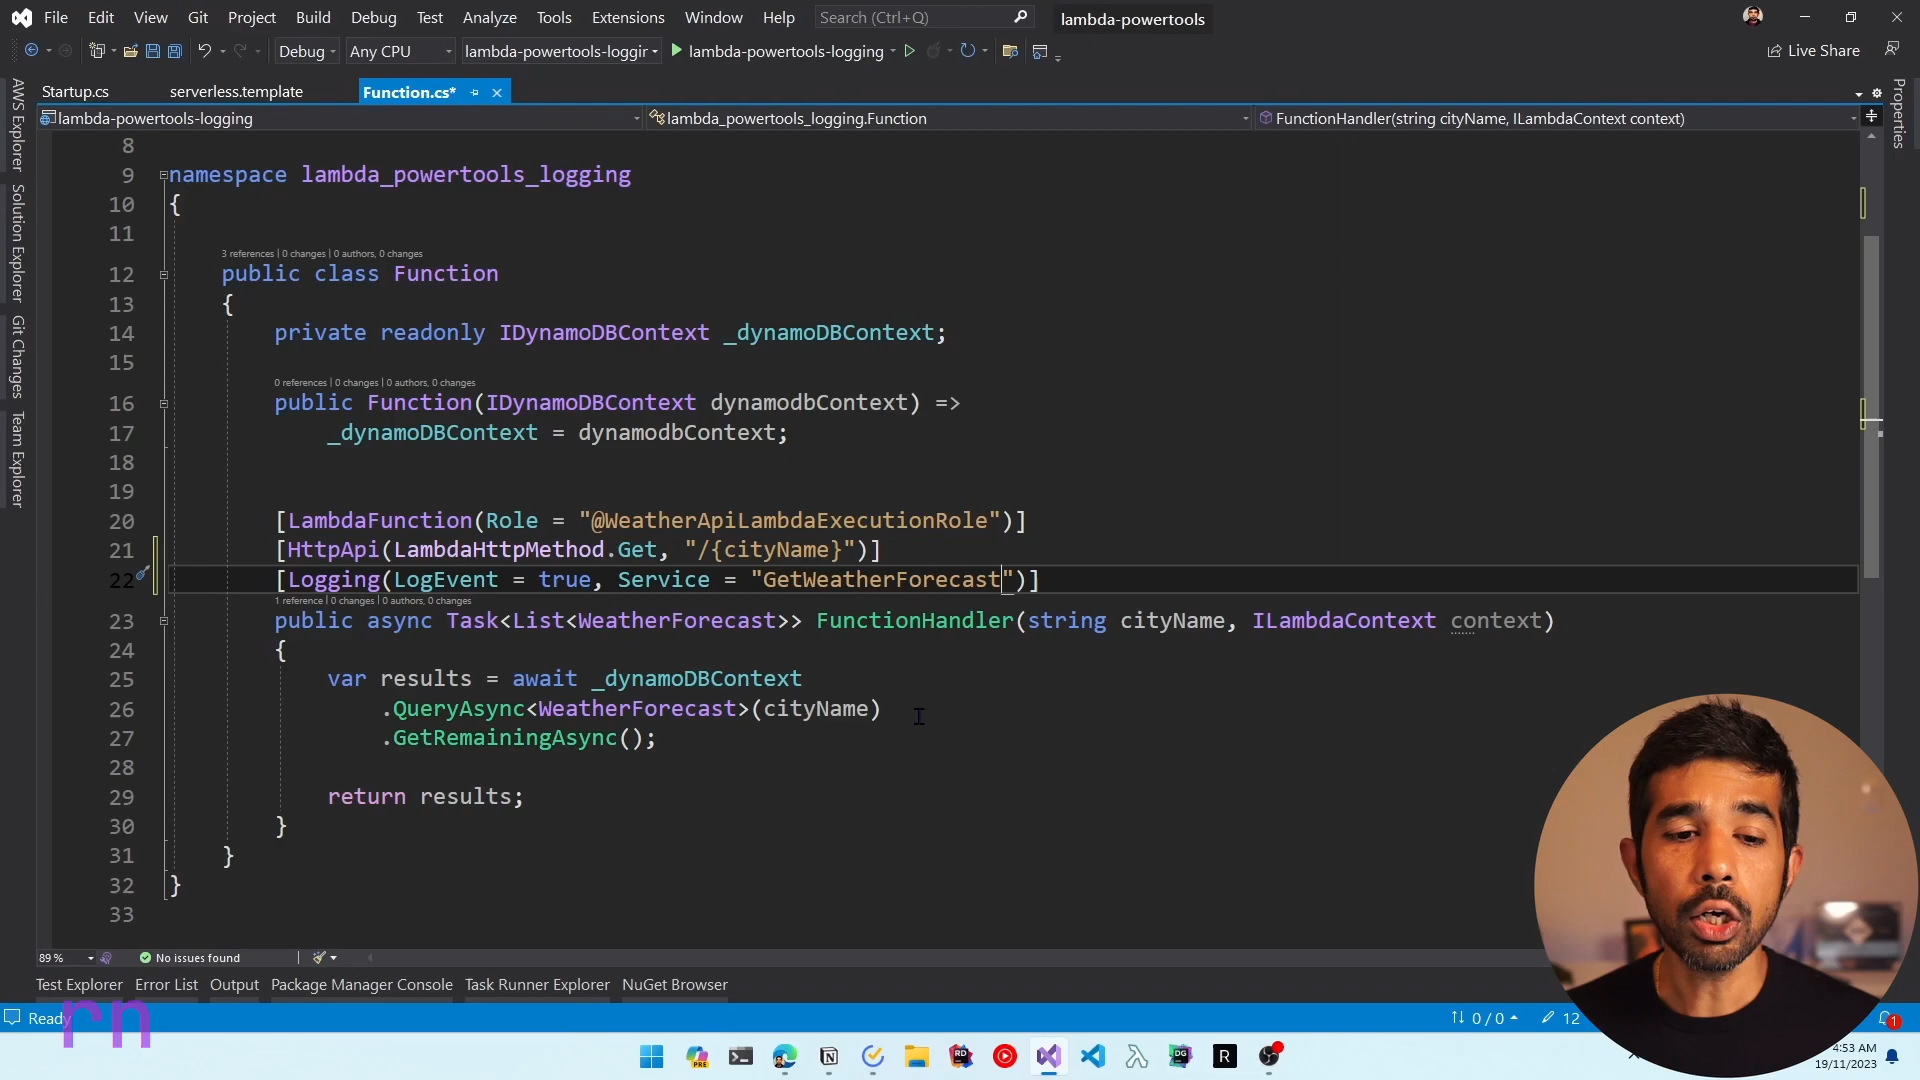 File Edit View Git Project Build Debug Test Analyze Tools Extensions Window Help Search (Ctrl+Q) lambda-powertools
Debug Any CPU lambda-powertools-loggir lambda-powertools-logging Live Share
Startup.cs serverless.template Function.cs*
lambda-powertools-logging lambda_powertools_logging.Function FunctionHandler(string cityName, ILambdaContext context)
AWS Explorer
Solution Explorer
Git Changes
Team Explorer
Properties
8
9 namespace lambda_powertools_logging
10 {
11
3 references | 0 changes | 0 authors, 0 changes
12 public class Function
13 {
14 private readonly IDynamoDBContext _dynamoDBContext;
15
0 references | 0 changes | 0 authors, 0 changes
16 public Function(IDynamoDBContext dynamodbContext) =>
17 _dynamoDBContext = dynamodbContext;
18
19
20 [LambdaFunction(Role = "@WeatherApiLambdaExecutionRole")]
21 [HttpApi(LambdaHttpMethod.Get, "/{cityName}")]
22 [Logging(LogEvent = true, Service = "GetWeatherForecast")]
1 reference | 0 changes | 0 authors, 0 changes
23 public async Task<List<WeatherForecast>> FunctionHandler(string cityName, ILambdaContext context)
24 {
25 var results = await _dynamoDBContext
26 .QueryAsync<WeatherForecast>(cityName)
27 .GetRemainingAsync();
28
29 return results;
30 }
31 }
32 }
33
89 % No issues found
Test Explorer Error List Output Package Manager Console Task Runner Explorer NuGet Browser
Ready 0 / 0 12 1
rn
PRE RD DG R
4:53 AM
19/11/2023